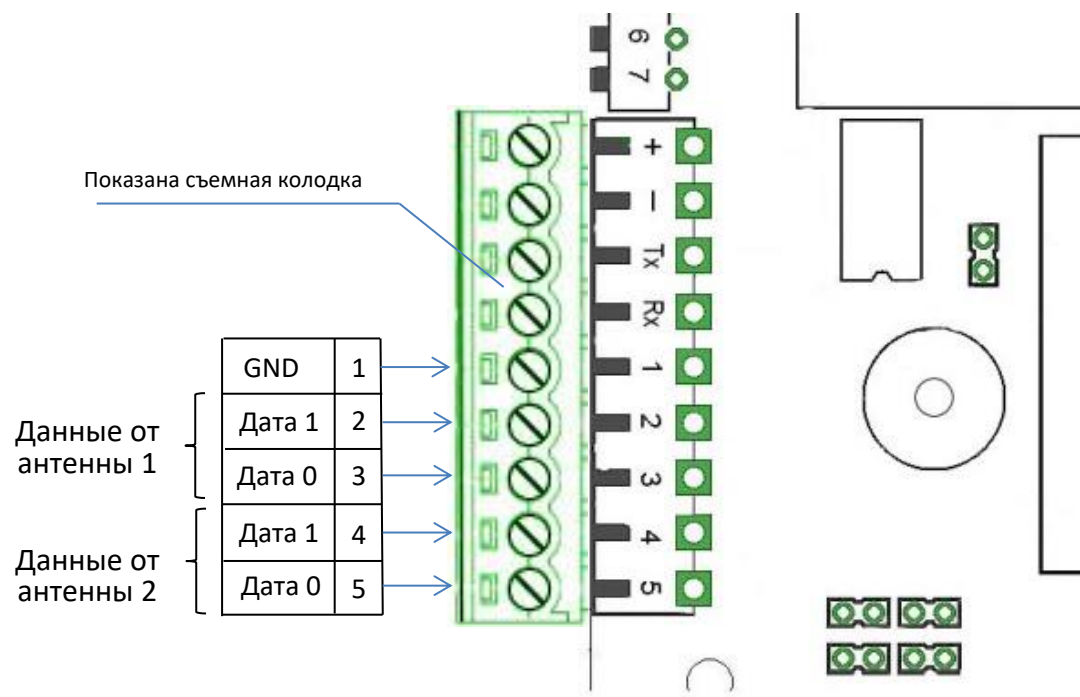 6
7
Показана съемная колодка
+
–
Tx
Rx
GND 1 1
Дата 1 2 2
Данные от
антенны 1
Дата 0 3 3
Дата 1 4 4
Данные от
антенны 2
Дата 0 5 5